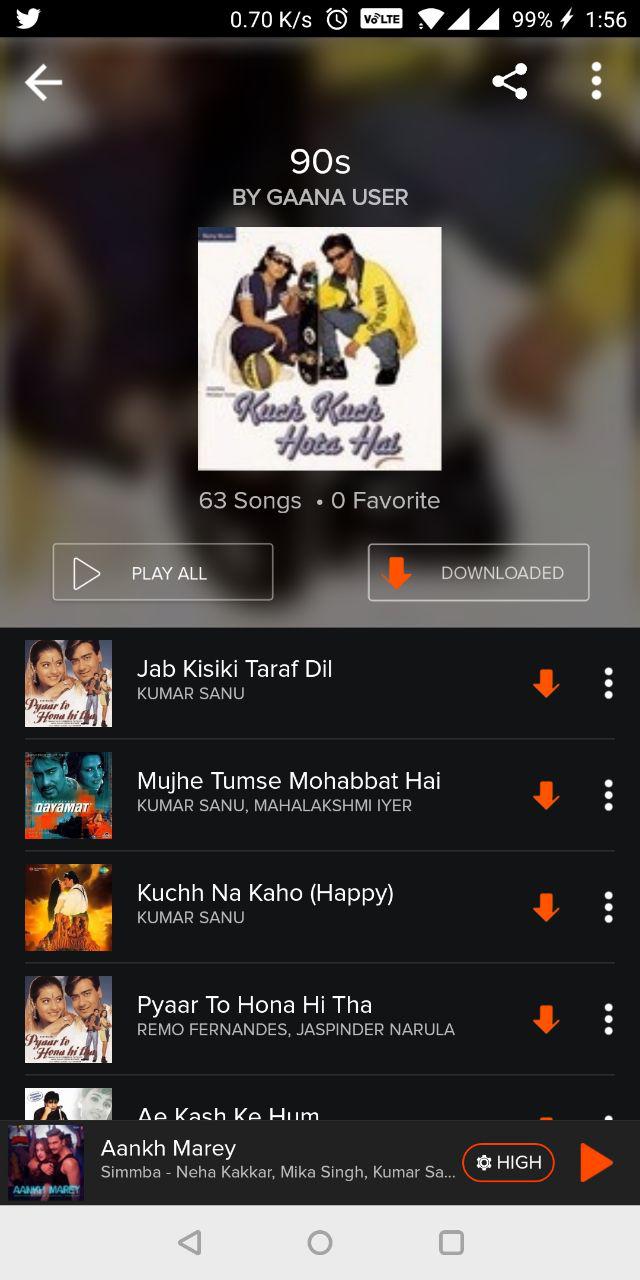 0.70 K/s VoLTE 99% 1:56
90s
BY GAANA USER
Kuch Kuch
Hota Hai
63 Songs • 0 Favorite
PLAY ALL
DOWNLOADED
Jab Kisiki Taraf Dil
KUMAR SANU
Pyaar to
Hona hi tha
Mujhe Tumse Mohabbat Hai
KUMAR SANU, MAHALAKSHMI IYER
QAYAMAT
Kuchh Na Kaho (Happy)
KUMAR SANU
Pyaar To Hona Hi Tha
REMO FERNANDES, JASPINDER NARULA
Pyaar to
Hona hi tha
Ae Kash Ke Hum
Aankh Marey
Simmba - Neha Kakkar, Mika Singh, Kumar Sa...
HIGH
AANKH MAREY